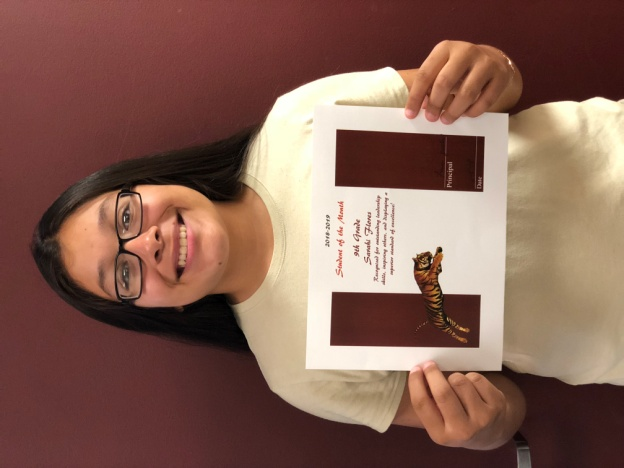 2018-2019
Student of the Month
9th Grade
Sarahi Flores
Recognized for outstanding leadership
skills, inspiring others, and displaying a
superior standard of excellence!
Principal
Date